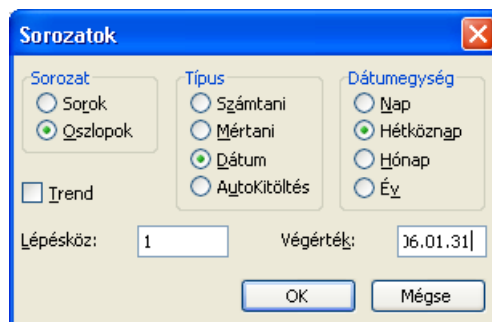 Sorozatok
Sorozat
Sorok
Oszlopok
Trend
Típus
Számtani
Mértani
Dátum
AutoKitöltés
Dátumegység
Nap
Hétköznap
Hónap
Év
Lépésköz: 1
Végérték: 06.01.31
OK Mégse